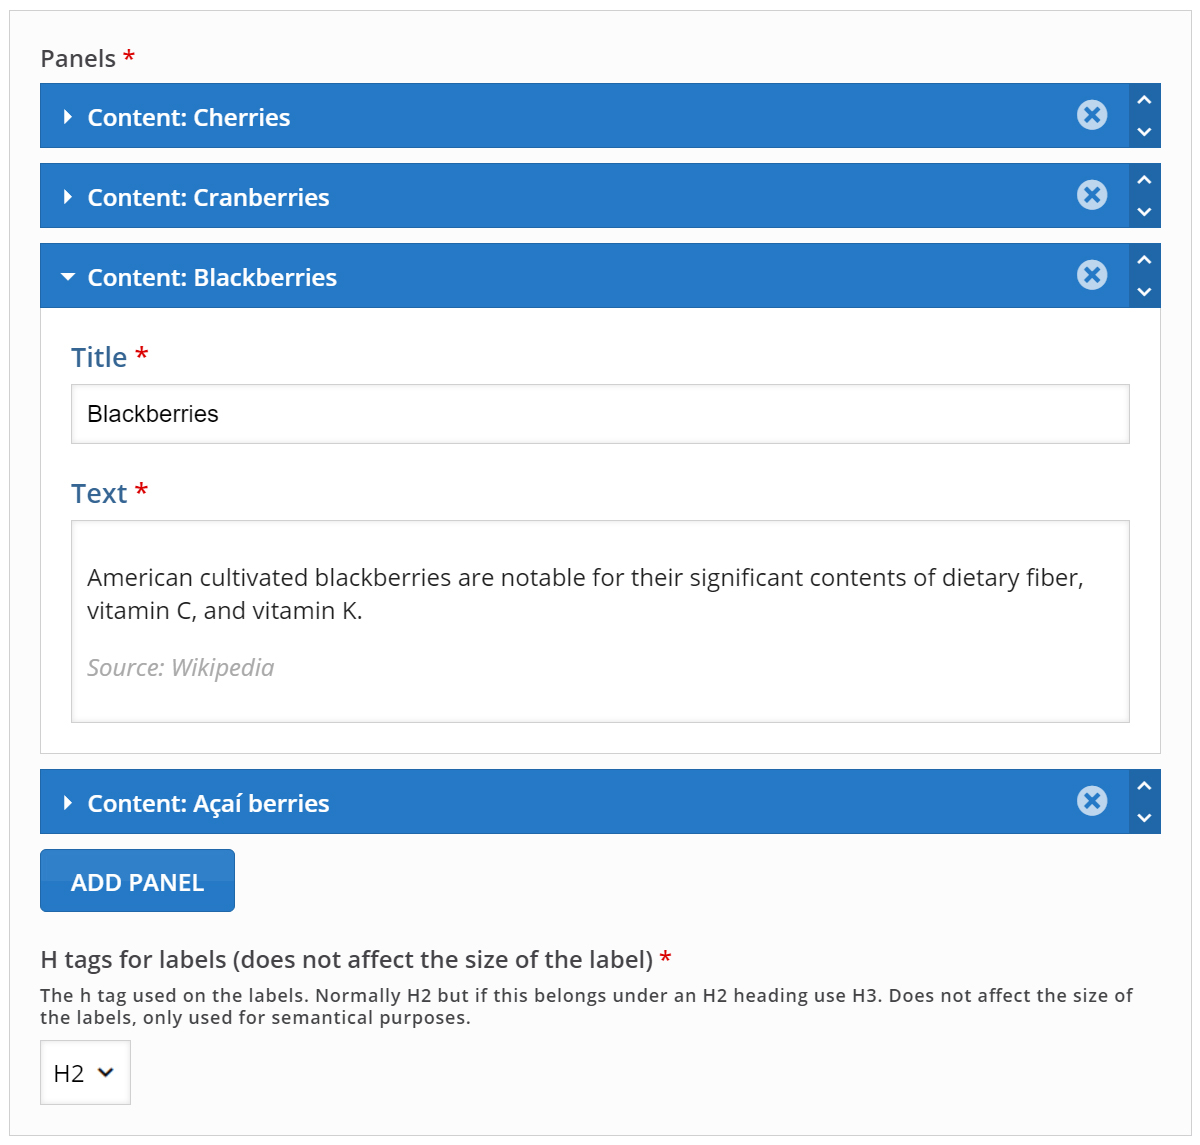 Panels *
Content: Cherries
Content: Cranberries
Content: Blackberries
Title *
Blackberries
Text *
American cultivated blackberries are notable for their significant contents of dietary fiber,
vitamin C, and vitamin K.
Source: Wikipedia
Content: Açaí berries
ADD PANEL
H tags for labels (does not affect the size of the label) *
The h tag used on the labels. Normally H2 but if this belongs under an H2 heading use H3. Does not affect the size of
the labels, only used for semantical purposes.
H2